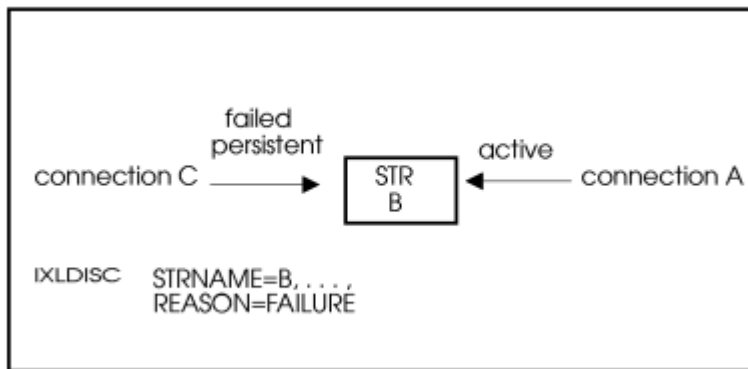 failed
persistent
active
connection C
STR
B
connection A
IXLDISC STRNAME=B, . . . ,
REASON=FAILURE